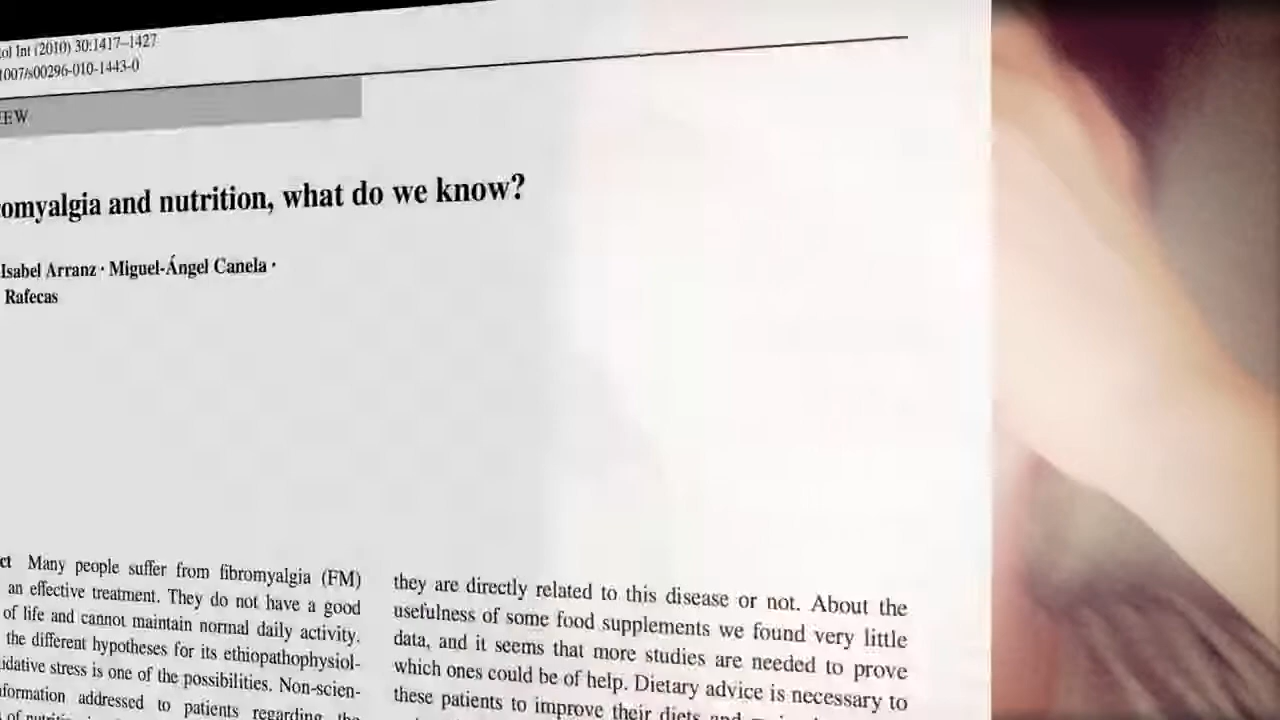 ol Int (2010) 30:1417–1427
1007/s00296-010-1443-0
EW
omyalgia and nutrition, what do we know?
Isabel Arranz · Miguel-Ángel Canela ·
Rafecas
ct Many people suffer from fibromyalgia (FM)
an effective treatment. They do not have a good
of life and cannot maintain normal daily activity.
the different hypotheses for its ethiopathophysiol-
idative stress is one of the possibilities. Non-scien-
formation addressed to patients regarding the
they are directly related to this disease or not. About the
usefulness of some food supplements we found very little
data, and it seems that more studies are needed to prove
which ones could be of help. Dietary advice is necessary to
these patients to improve their diets and